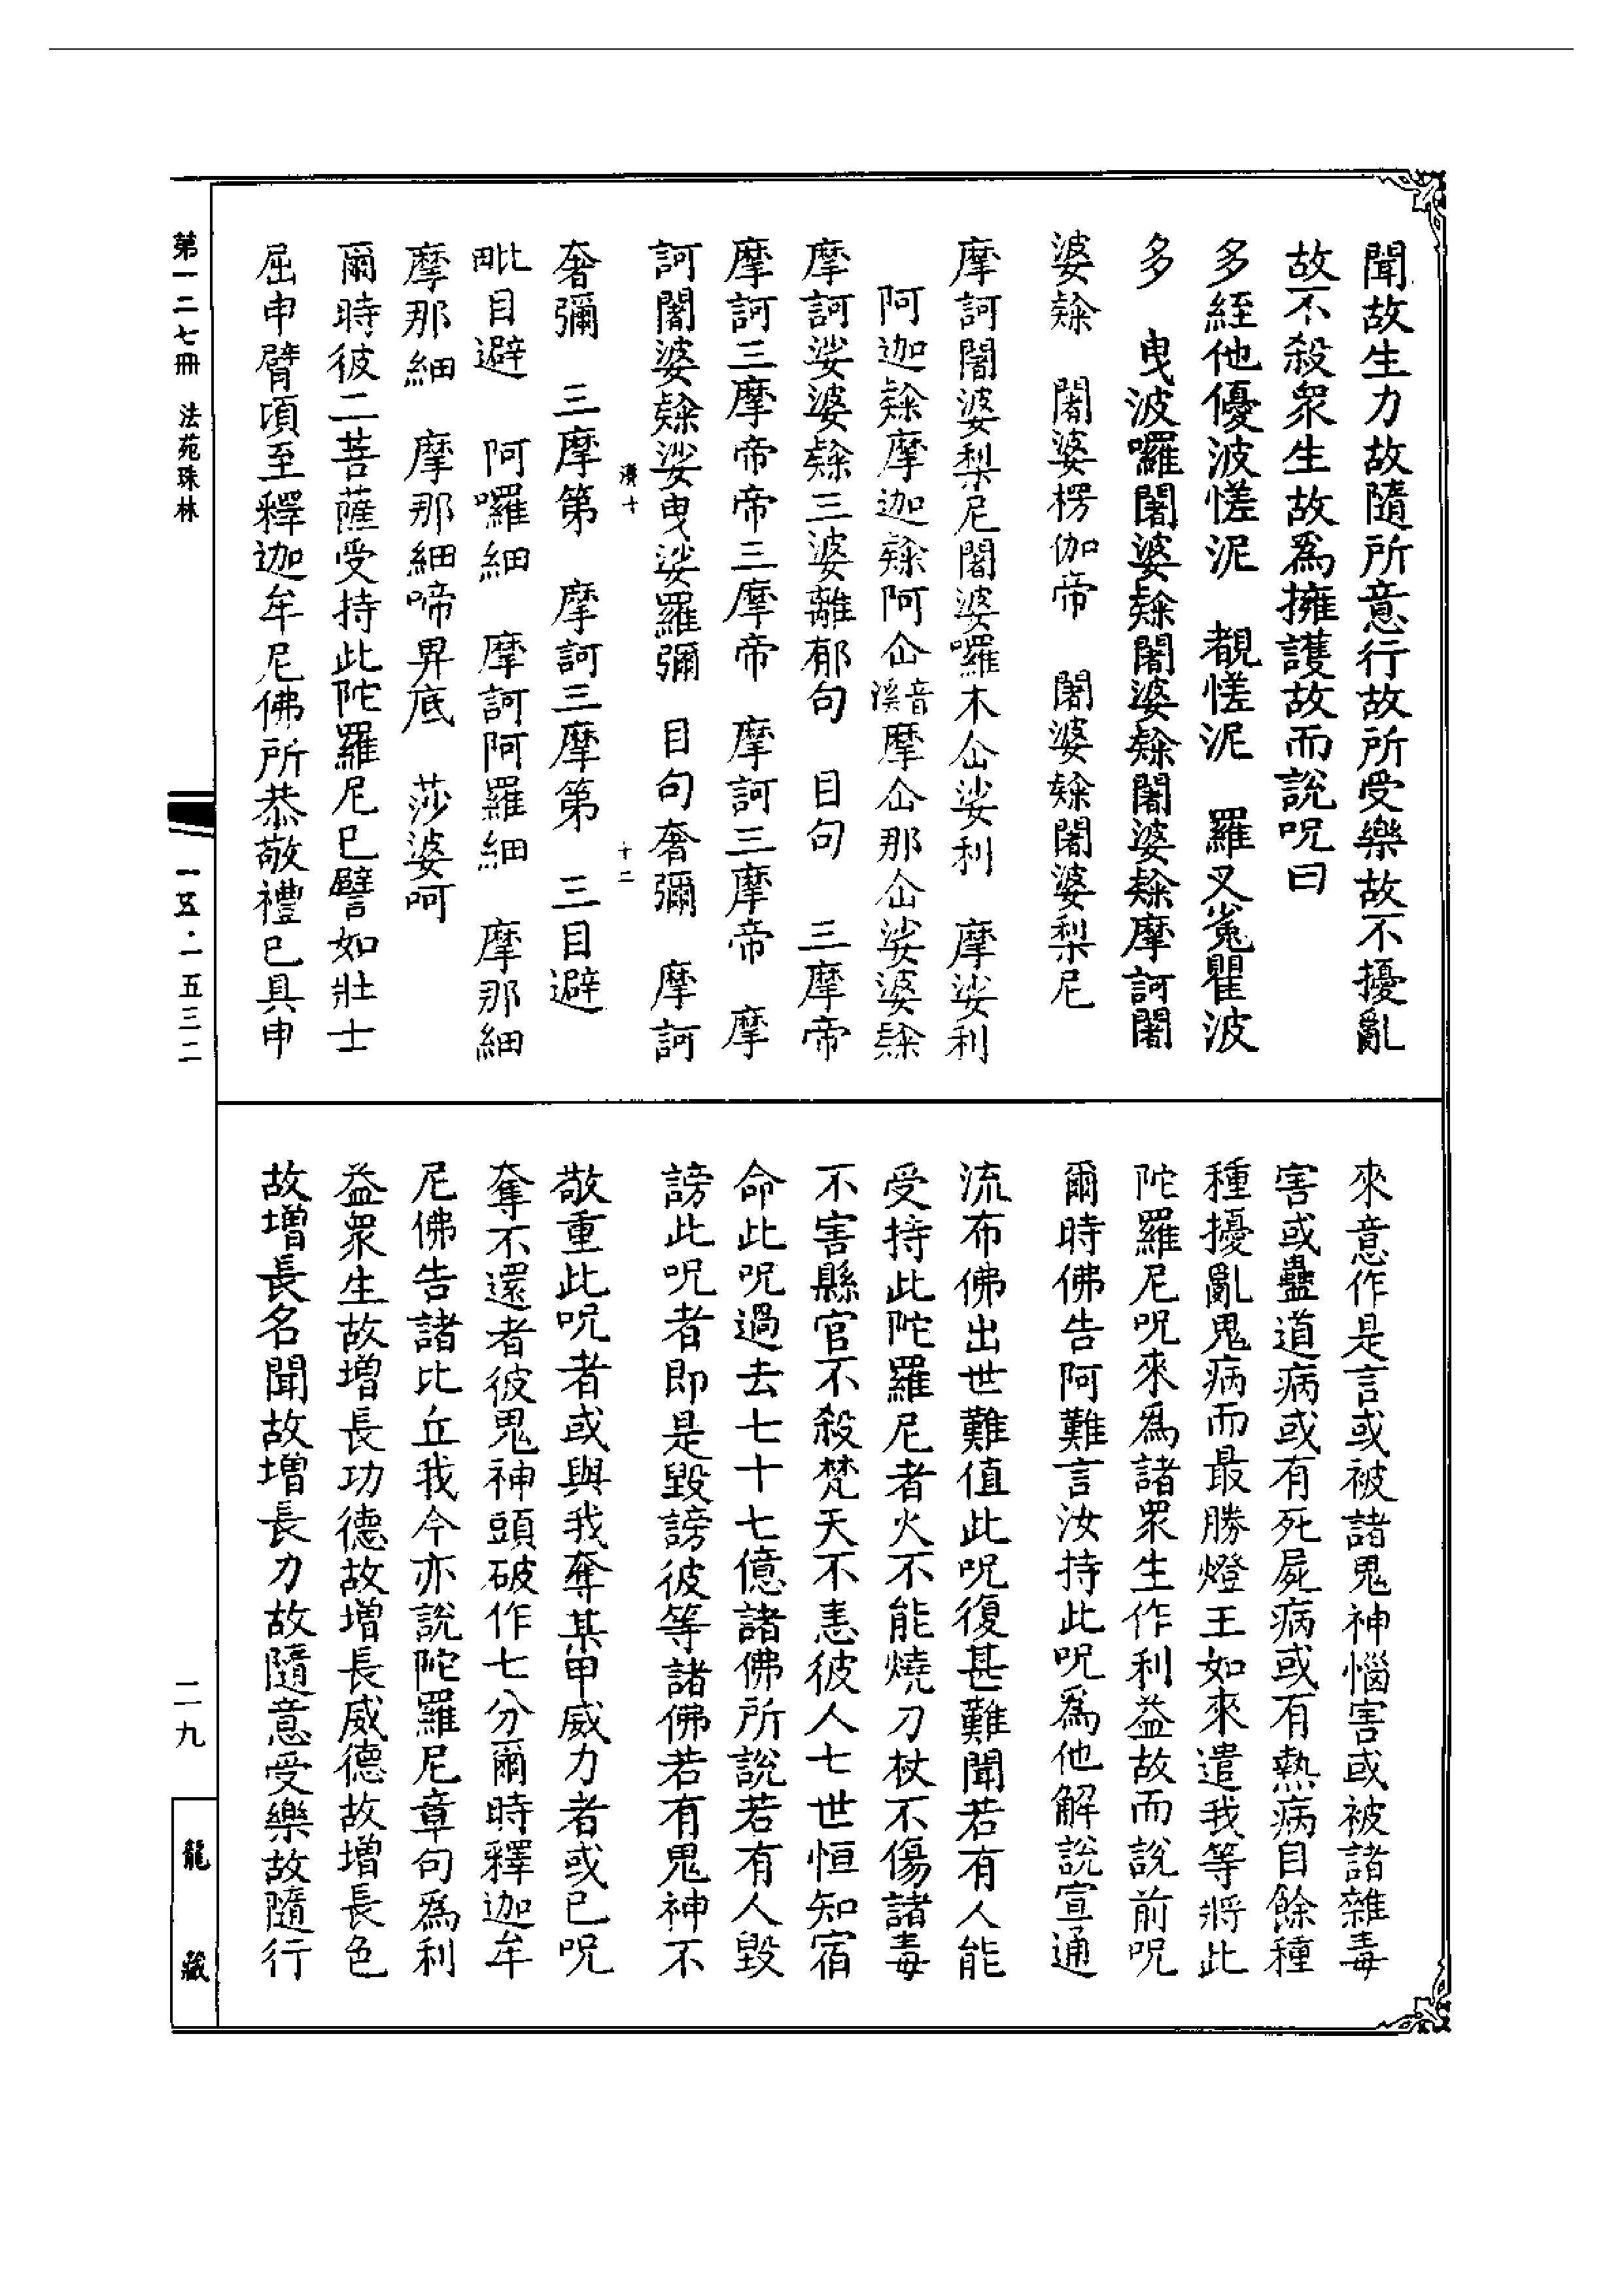 聞故生力故隨所意行故所受樂故不擾亂
故不殺衆生故爲擁護故而說呪曰
多絰他優波慛泥　覩慛泥　羅叉㝹瞿波
多　曳波囉闍婆𨽻闍婆𨽻闍婆𨽻摩訶闍
婆𨽻　闍婆楞伽帝　闍婆𨽻闍婆梨尼
摩訶闍婆梨尼闍婆囉木㕣娑利　摩娑利
阿迦𨽻摩迦𨽻阿㕣音溪摩㕣那㕣娑婆𨽻
摩訶娑婆𨽻三婆離郁句　目句　三摩帝
摩訶三摩帝帝三摩帝　摩訶三摩帝　摩
訶闍婆𨽻娑曳娑羅彌　目句奢彌　摩訶
漢十
十二
奢彌　三摩第　摩訶三摩第　三目避
毗目避　阿囉細　摩訶阿羅細　摩那細
摩那細　摩那細啼昇底　莎婆呵
爾時彼二菩薩受持此陀羅尼已譬如壯士
屈申臂頃至釋迦牟尼佛所恭敬禮已具申
來意作是言或被諸鬼神惱害或被諸雜毒
害或蠱道病或有死屍病或有熱病自餘種
種擾亂鬼病而最勝燈王如來遣我等將此
陀羅尼呪來爲諸衆生作利益故而說前呪
爾時佛告阿難言汝持此呪爲他解說宣通
流布佛出世難值此呪復甚難聞若有人能
受持此陀羅尼者火不能燒刀杖不傷諸毒
不害縣官不殺梵天不恚彼人七世恒知宿
命此呪過去七十七億諸佛所說若有人毀
謗此呪者即是毀謗彼等諸佛若有鬼神不
敬重此呪者或與我奪某甲威力者或已呪
奪不還者彼鬼神頭破作七分爾時釋迦牟
尼佛告諸比丘我今亦說陀羅尼章句爲利
益衆生故增長功德故增長威德故增長色
故增長名聞故增長力故隨意受樂故隨行
第一二七冊　法苑珠林
一五·一五三二
二九
龍藏